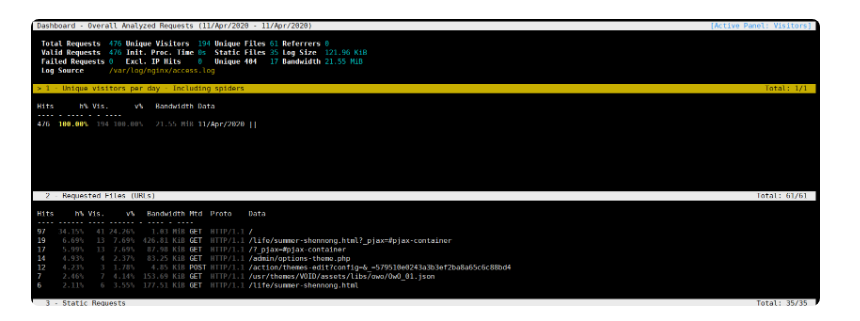 Dashboard - Overall Analyzed Requests (11/Apr/2020 - 11/Apr/2020) [Active Panel: Visitors]
Total Requests 476 Unique Visitors 194 Unique Files 61 Referrers 0
Valid Requests 476 Init. Proc. Time 0s Static Files 35 Log Size 121.96 KiB
Failed Requests 0 Excl. IP Hits 0 Unique 404 17 Bandwidth 21.55 MiB
Log Source /var/log/nginx/access.log
> 1 - Unique visitors per day - Including spiders Total: 1/1
Hits h% Vis. v% Bandwidth Data
---- ---- ---- -- ----
476 100.00% 194 100.00% 21.55 MiB 11/Apr/2020 ||
2 - Requested Files (URLs) Total: 61/61
Hits h% Vis. v% Bandwidth Mtd Proto Data
97 34.15% 41 24.26% 1.03 MiB GET HTTP/1.1 /
19 6.69% 13 7.69% 426.81 KiB GET HTTP/1.1 /life/summer-shennong.html?_pjax=#pjax-container
17 5.99% 13 7.69% 87.98 KiB GET HTTP/1.1 /?_pjax=#pjax-container
14 4.93% 4 2.37% 83.25 KiB GET HTTP/1.1 /admin/options-theme.php
12 4.23% 3 1.78% 4.85 KiB POST HTTP/1.1 /action/themes-edit?config&_=579510e0243a3b3ef2ba8a65c6c88bd4
7 2.46% 7 4.14% 153.69 KiB GET HTTP/1.1 /usr/themes/VOID/assets/libs/owo/OwO_01.json
6 2.11% 6 3.55% 177.51 KiB GET HTTP/1.1 /life/summer-shennong.html
3 - Static Requests Total: 35/35